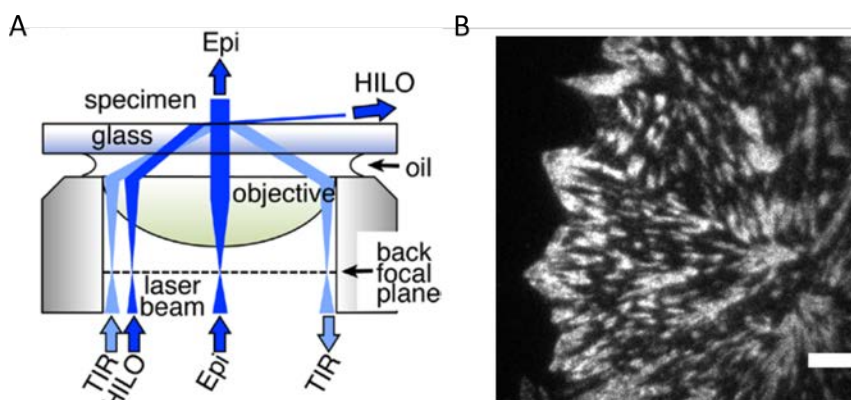 A
B
Epi
HILO
specimen
glass
oil
objective
back
focal
plane
laser
beam
TIR
HILO
Epi
TIR